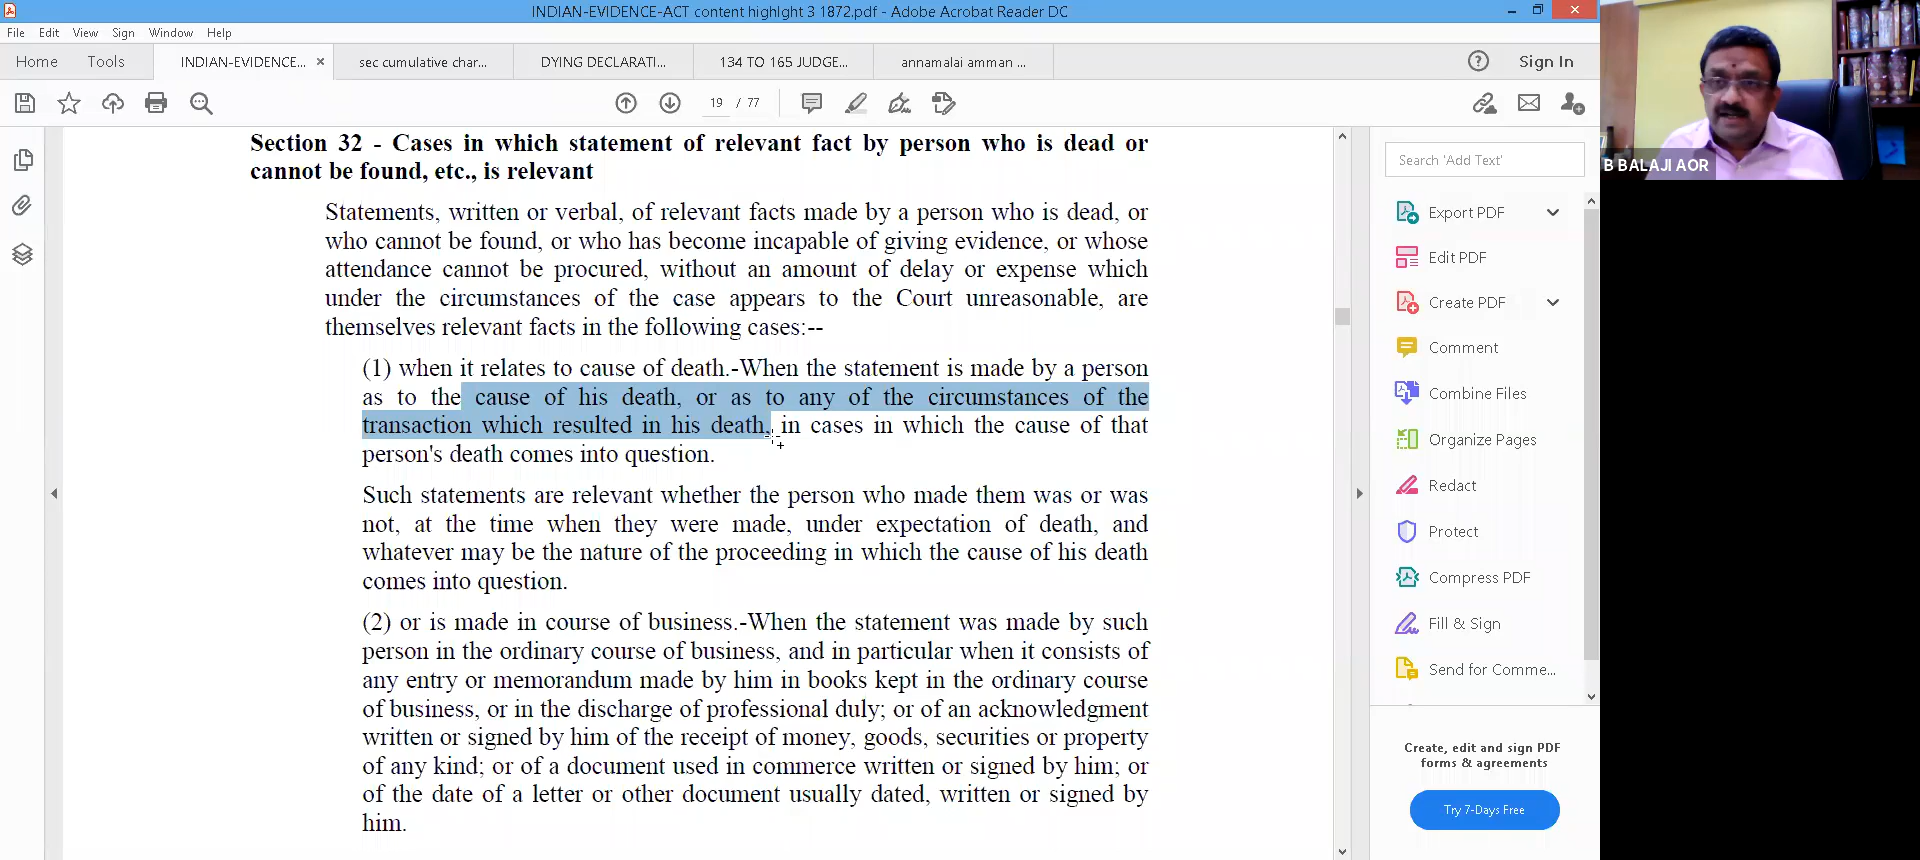 INDIAN-EVIDENCE-ACT content highlght 3 1872.pdf - Adobe Acrobat Reader DC
File Edit View Sign Window Help
Home Tools INDIAN-EVIDENCE... × sec cumulative char... DYING DECLARATI... 134 TO 165 JUDGE... annamalai amman ... Sign In
19 / 77
Section 32 - Cases in which statement of relevant fact by person who is dead or
cannot be found, etc., is relevant
Statements, written or verbal, of relevant facts made by a person who is dead, or
who cannot be found, or who has become incapable of giving evidence, or whose
attendance cannot be procured, without an amount of delay or expense which
under the circumstances of the case appears to the Court unreasonable, are
themselves relevant facts in the following cases:--
(1) when it relates to cause of death.-When the statement is made by a person
as to the cause of his death, or as to any of the circumstances of the
transaction which resulted in his death, in cases in which the cause of that
person's death comes into question.
Such statements are relevant whether the person who made them was or was
not, at the time when they were made, under expectation of death, and
whatever may be the nature of the proceeding in which the cause of his death
comes into question.
(2) or is made in course of business.-When the statement was made by such
person in the ordinary course of business, and in particular when it consists of
any entry or memorandum made by him in books kept in the ordinary course
of business, or in the discharge of professional duly; or of an acknowledgment
written or signed by him of the receipt of money, goods, securities or property
of any kind; or of a document used in commerce written or signed by him; or
of the date of a letter or other document usually dated, written or signed by
him.
Search 'Add Text'
Export PDF
Edit PDF
Create PDF
Comment
Combine Files
Organize Pages
Redact
Protect
Compress PDF
Fill & Sign
Send for Comme...
Create, edit and sign PDF
forms & agreements
Try 7-Days Free
B BALAJI AOR